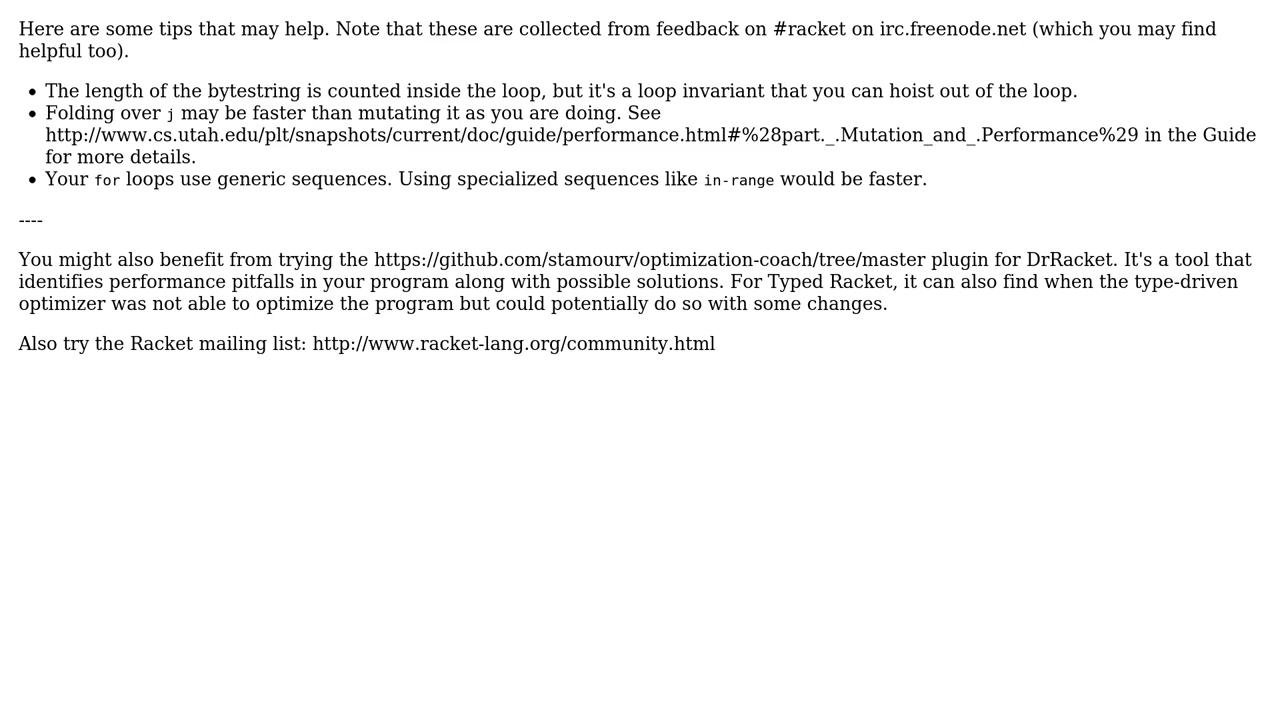 Here are some tips that may help. Note that these are collected from feedback on #racket on irc.freenode.net (which you may find
helpful too).
• The length of the bytestring is counted inside the loop, but it's a loop invariant that you can hoist out of the loop.
• Folding over j may be faster than mutating it as you are doing. See
http://www.cs.utah.edu/plt/snapshots/current/doc/guide/performance.html#%28part._.Mutation_and_.Performance%29 in the Guide
for more details.
• Your for loops use generic sequences. Using specialized sequences like in-range would be faster.
----
You might also benefit from trying the https://github.com/stamourv/optimization-coach/tree/master plugin for DrRacket. It's a tool that
identifies performance pitfalls in your program along with possible solutions. For Typed Racket, it can also find when the type-driven
optimizer was not able to optimize the program but could potentially do so with some changes.
Also try the Racket mailing list: http://www.racket-lang.org/community.html